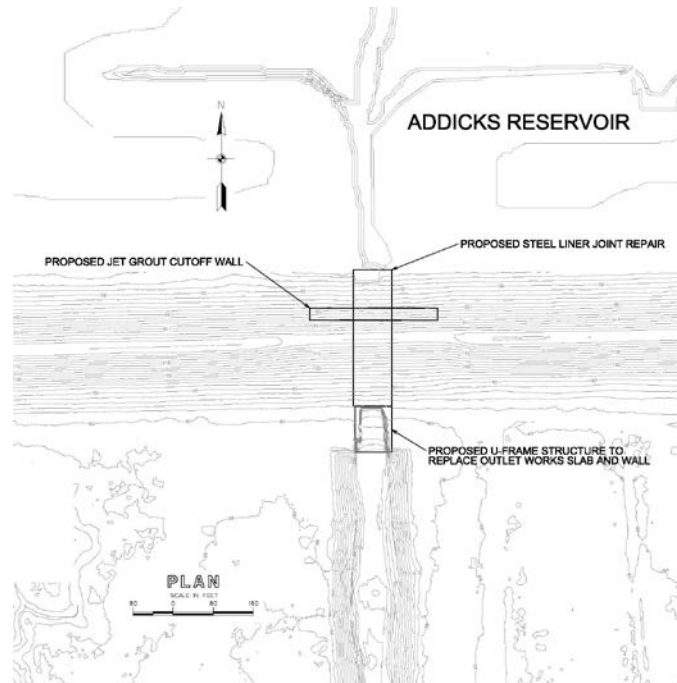 N
ADDICKS RESERVOIR
PROPOSED STEEL LINER JOINT REPAIR
PROPOSED JET GROUT CUTOFF WALL
PROPOSED U-FRAME STRUCTURE TO
REPLACE OUTLET WORKS SLAB AND WALL
PLAN
SCALE IN FEET
80 0 80 160